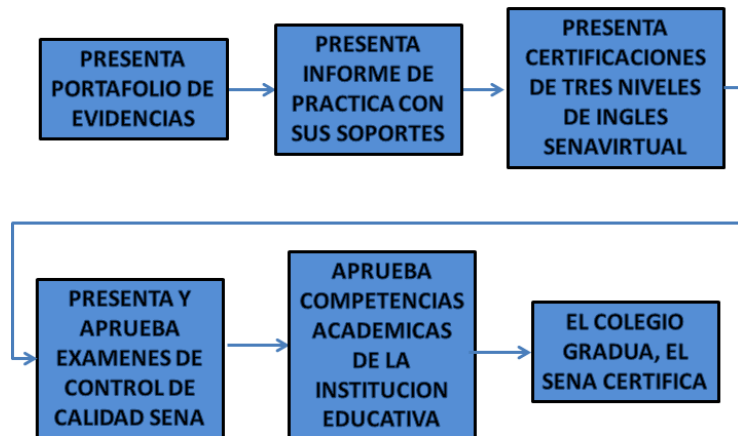 PRESENTA
PORTAFOLIO DE
EVIDENCIAS
PRESENTA
INFORME DE
PRACTICA CON
SUS SOPORTES
PRESENTA
CERTIFICACIONES
DE TRES NIVELES
DE INGLES
SENAVIRTUAL
PRESENTA Y
APRUEBA
EXAMENES DE
CONTROL DE
CALIDAD SENA
APRUEBA
COMPETENCIAS
ACADEMICAS
DE LA
INSTITUCION
EDUCATIVA
EL COLEGIO
GRADUA, EL
SENA CERTIFICA